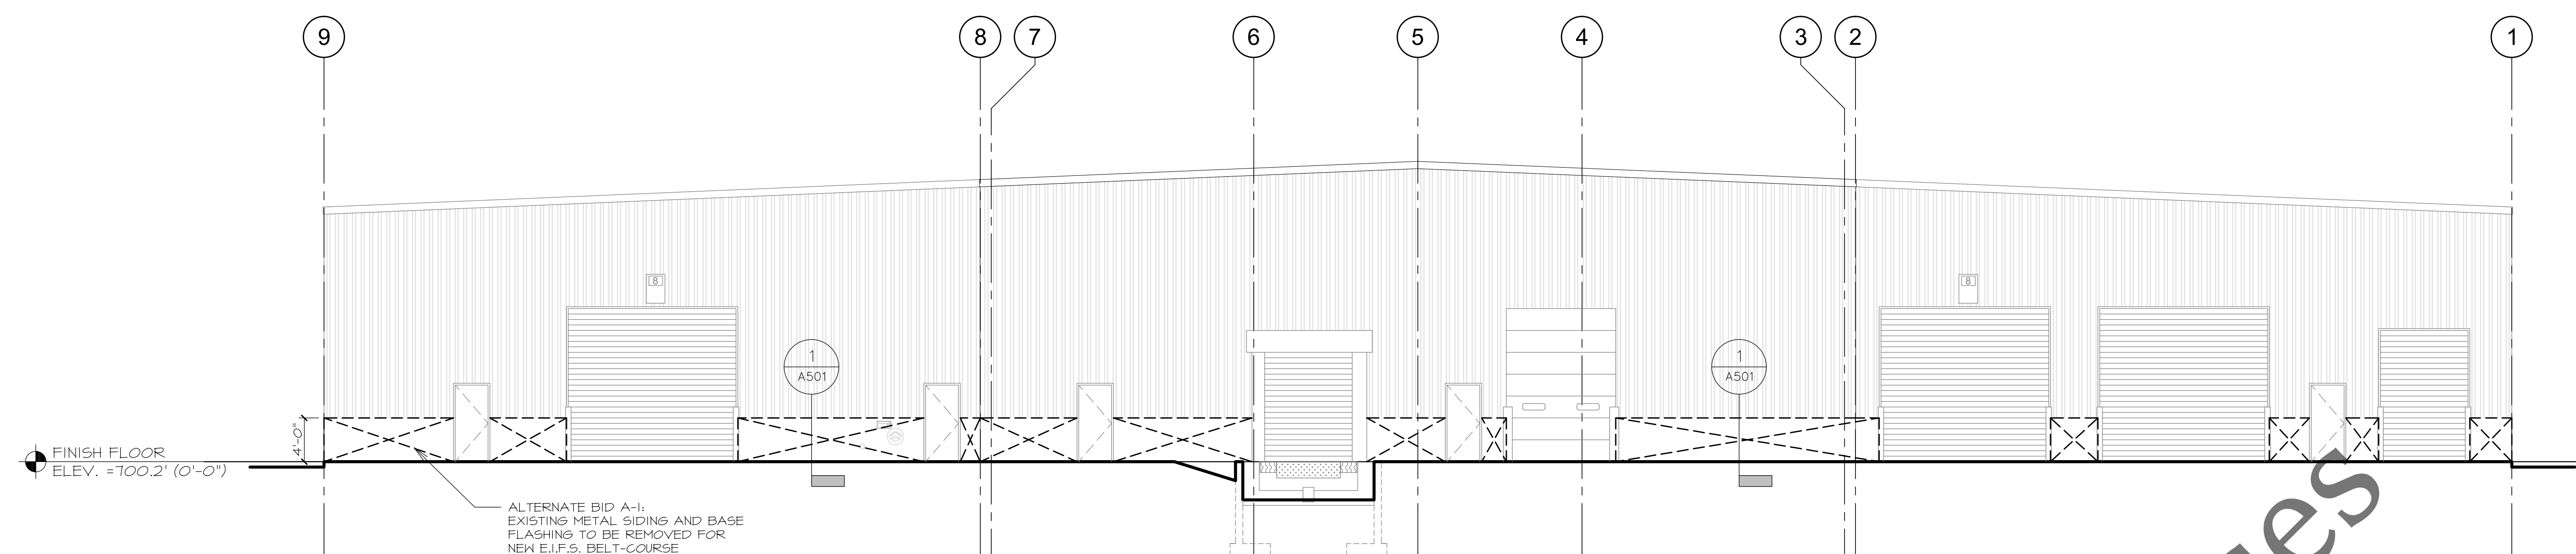 9 8 7 6 5 4 3 2 1
8 8
1 1
A501 A501
4'-0"
FINISH FLOOR
ELEV. =700.2' (0'-0")
ALTERNATE BID A-1:
EXISTING METAL SIDING AND BASE
FLASHING TO BE REMOVED FOR
NEW E.I.F.S. BELT-COURSE